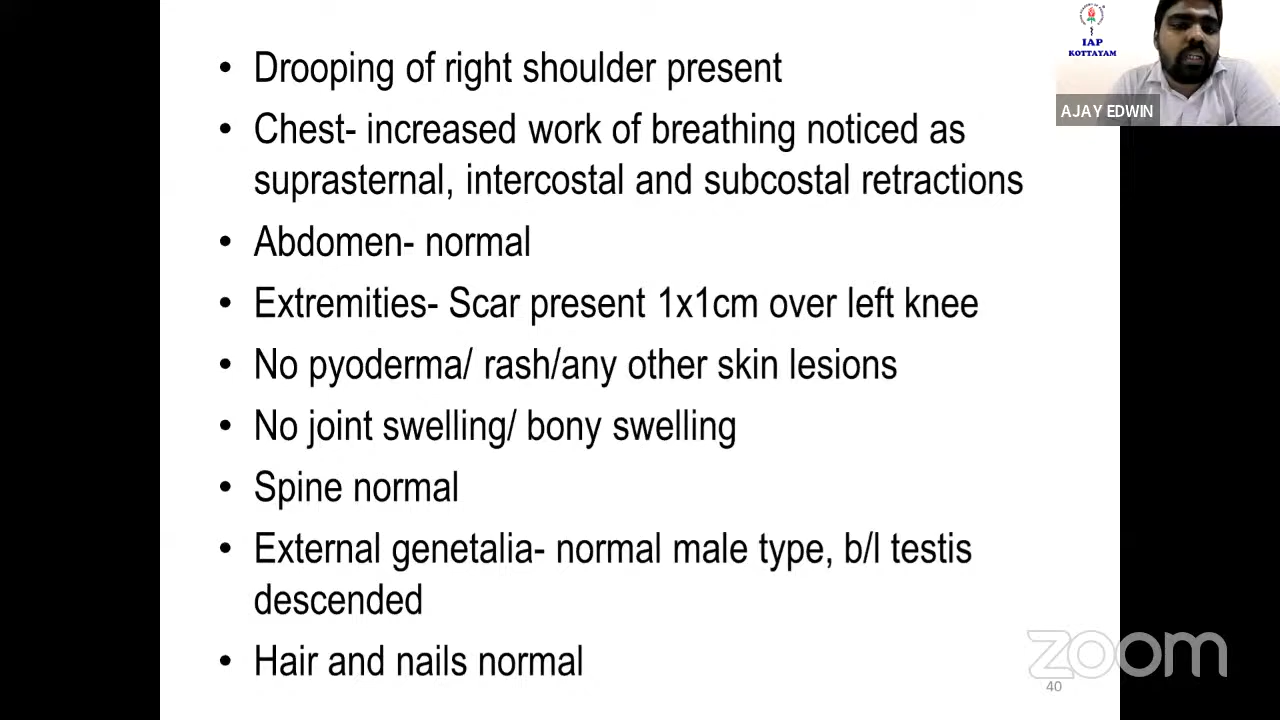 • Drooping of right shoulder present
• Chest- increased work of breathing noticed as
suprasternal, intercostal and subcostal retractions
• Abdomen- normal
• Extremities- Scar present 1x1cm over left knee
• No pyoderma/ rash/any other skin lesions
• No joint swelling/ bony swelling
• Spine normal
• External genetalia- normal male type, b/l testis
descended
• Hair and nails normal
IAP
KOTTAYAM
AJAY EDWIN
zoom
40